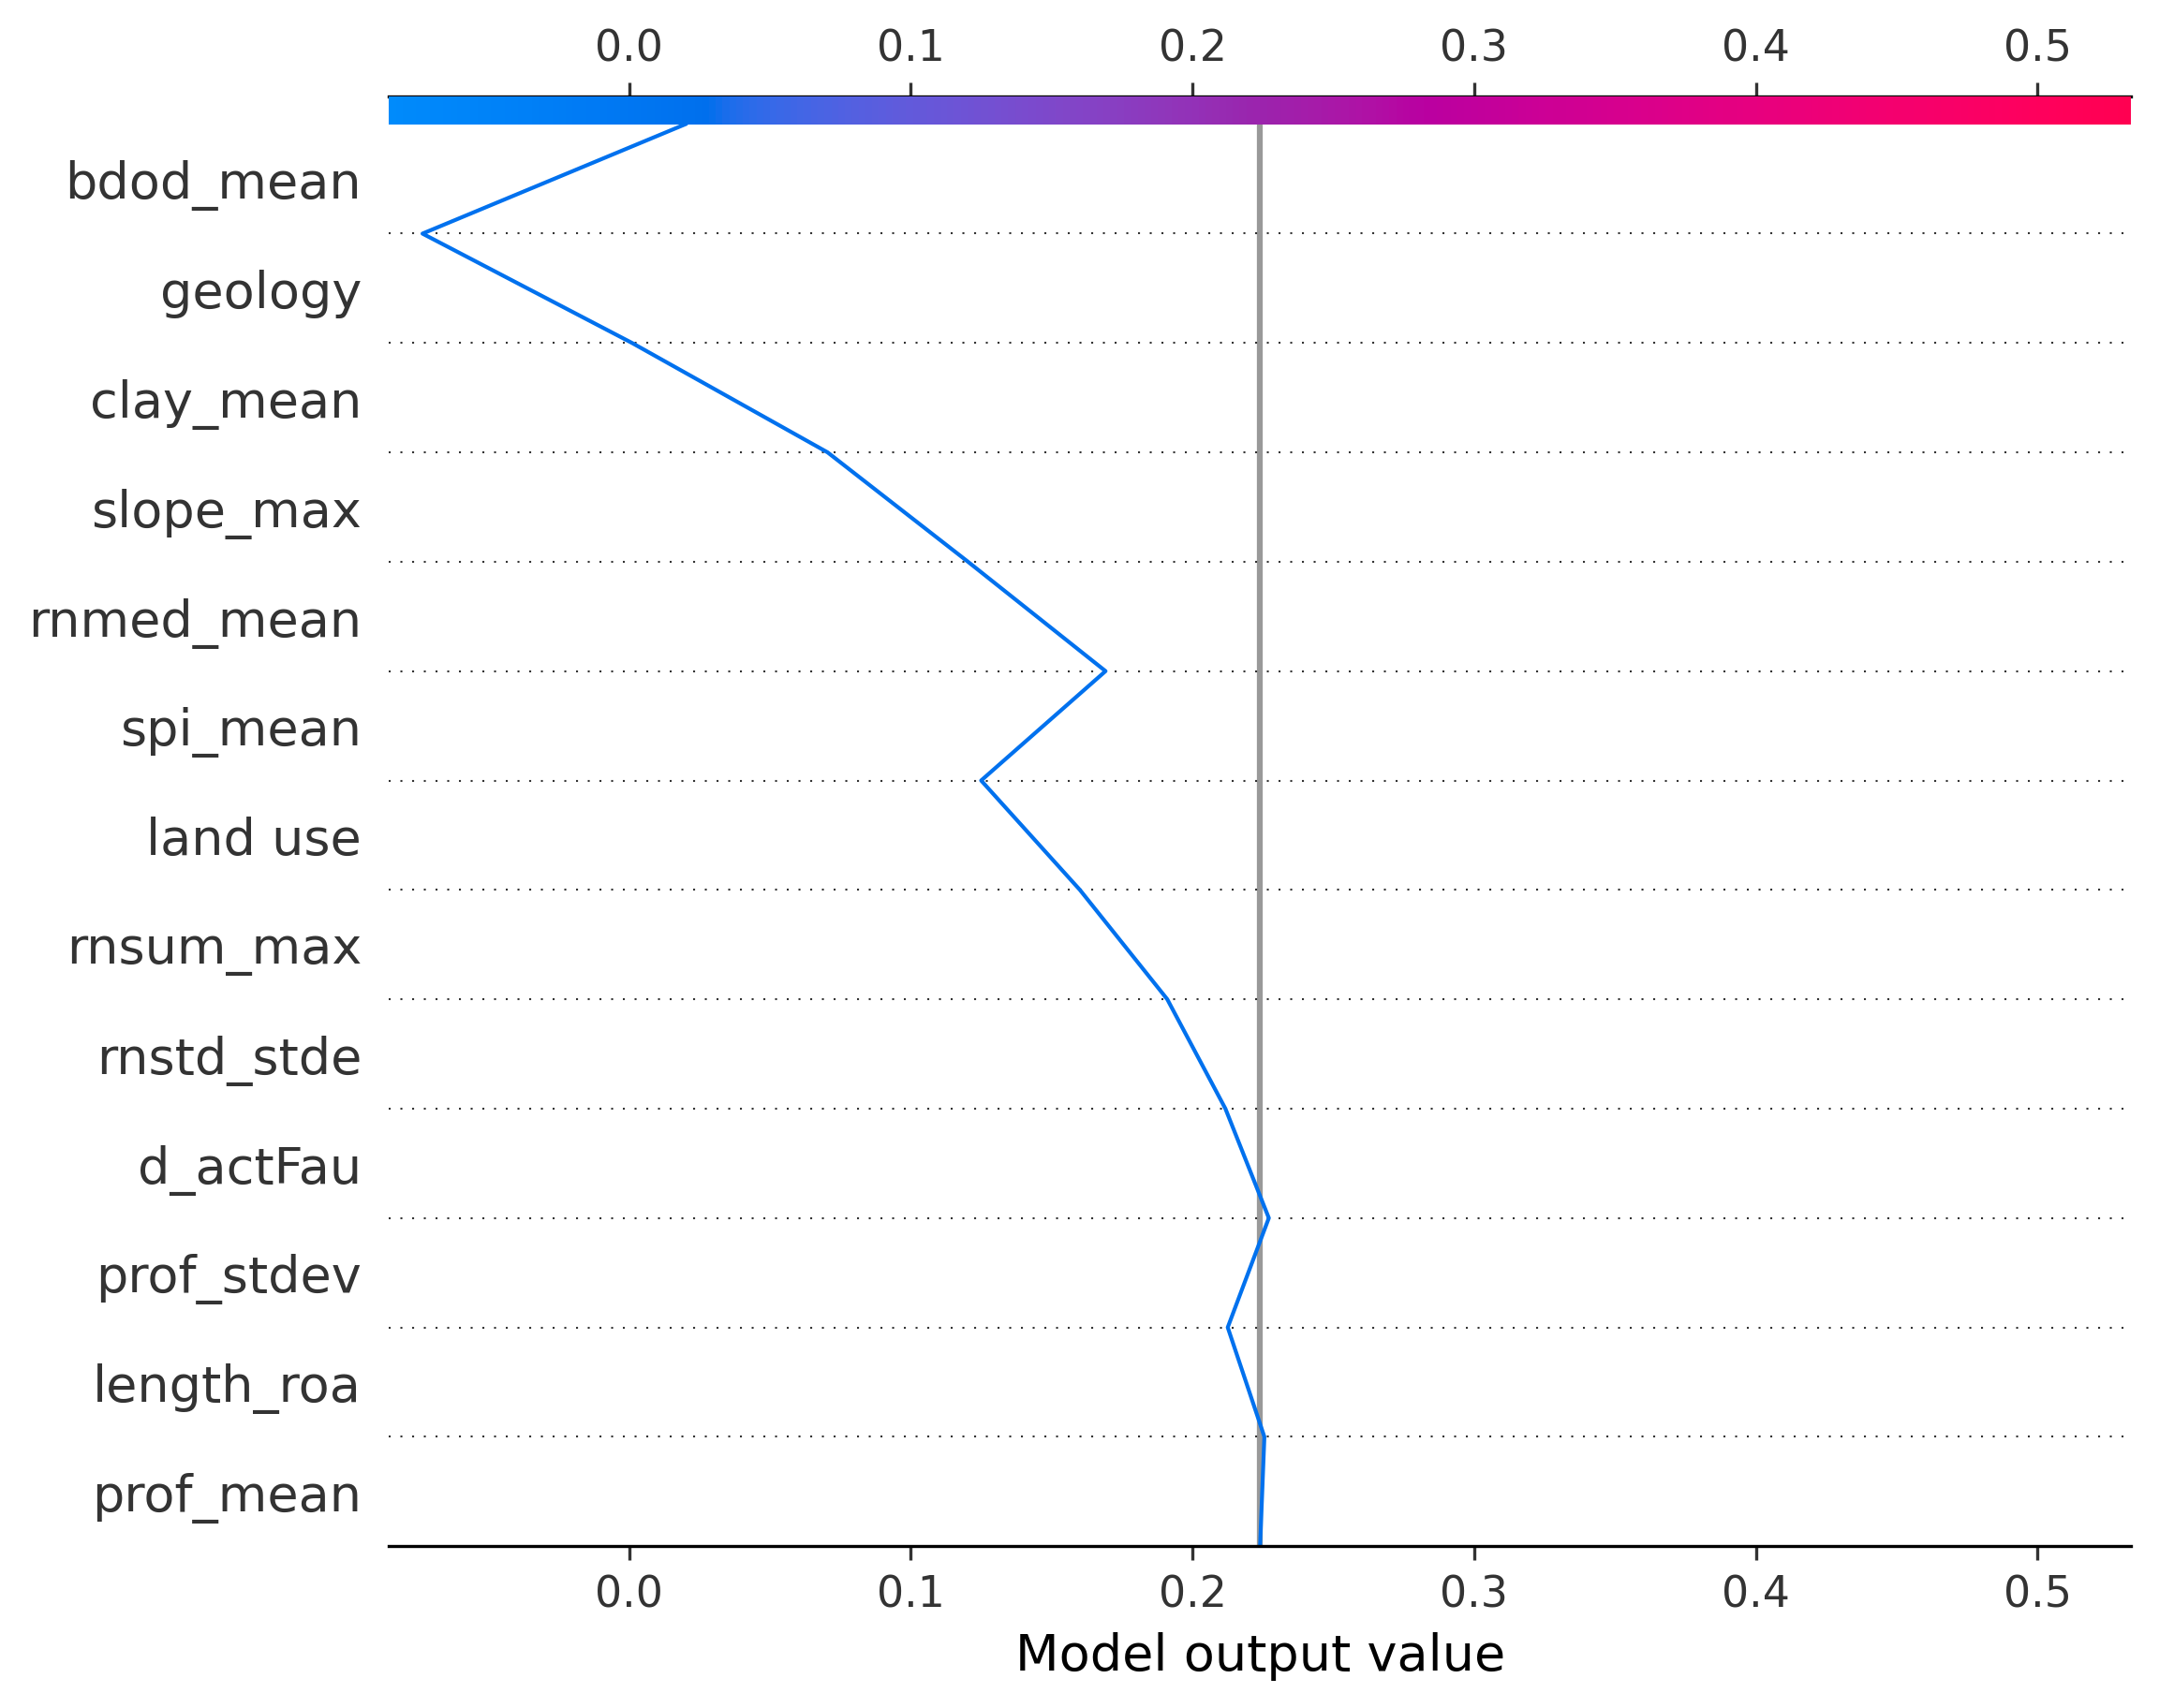 0.0 0.1 0.2 0.3 0.4 0.5
bdod_mean
geology
clay_mean
slope_max
rnmed_mean
spi_mean
land use
rnsum_max
rnstd_stde
d_actFau
prof_stdev
length_roa
prof_mean
0.0 0.1 0.2 0.3 0.4 0.5
Model output value